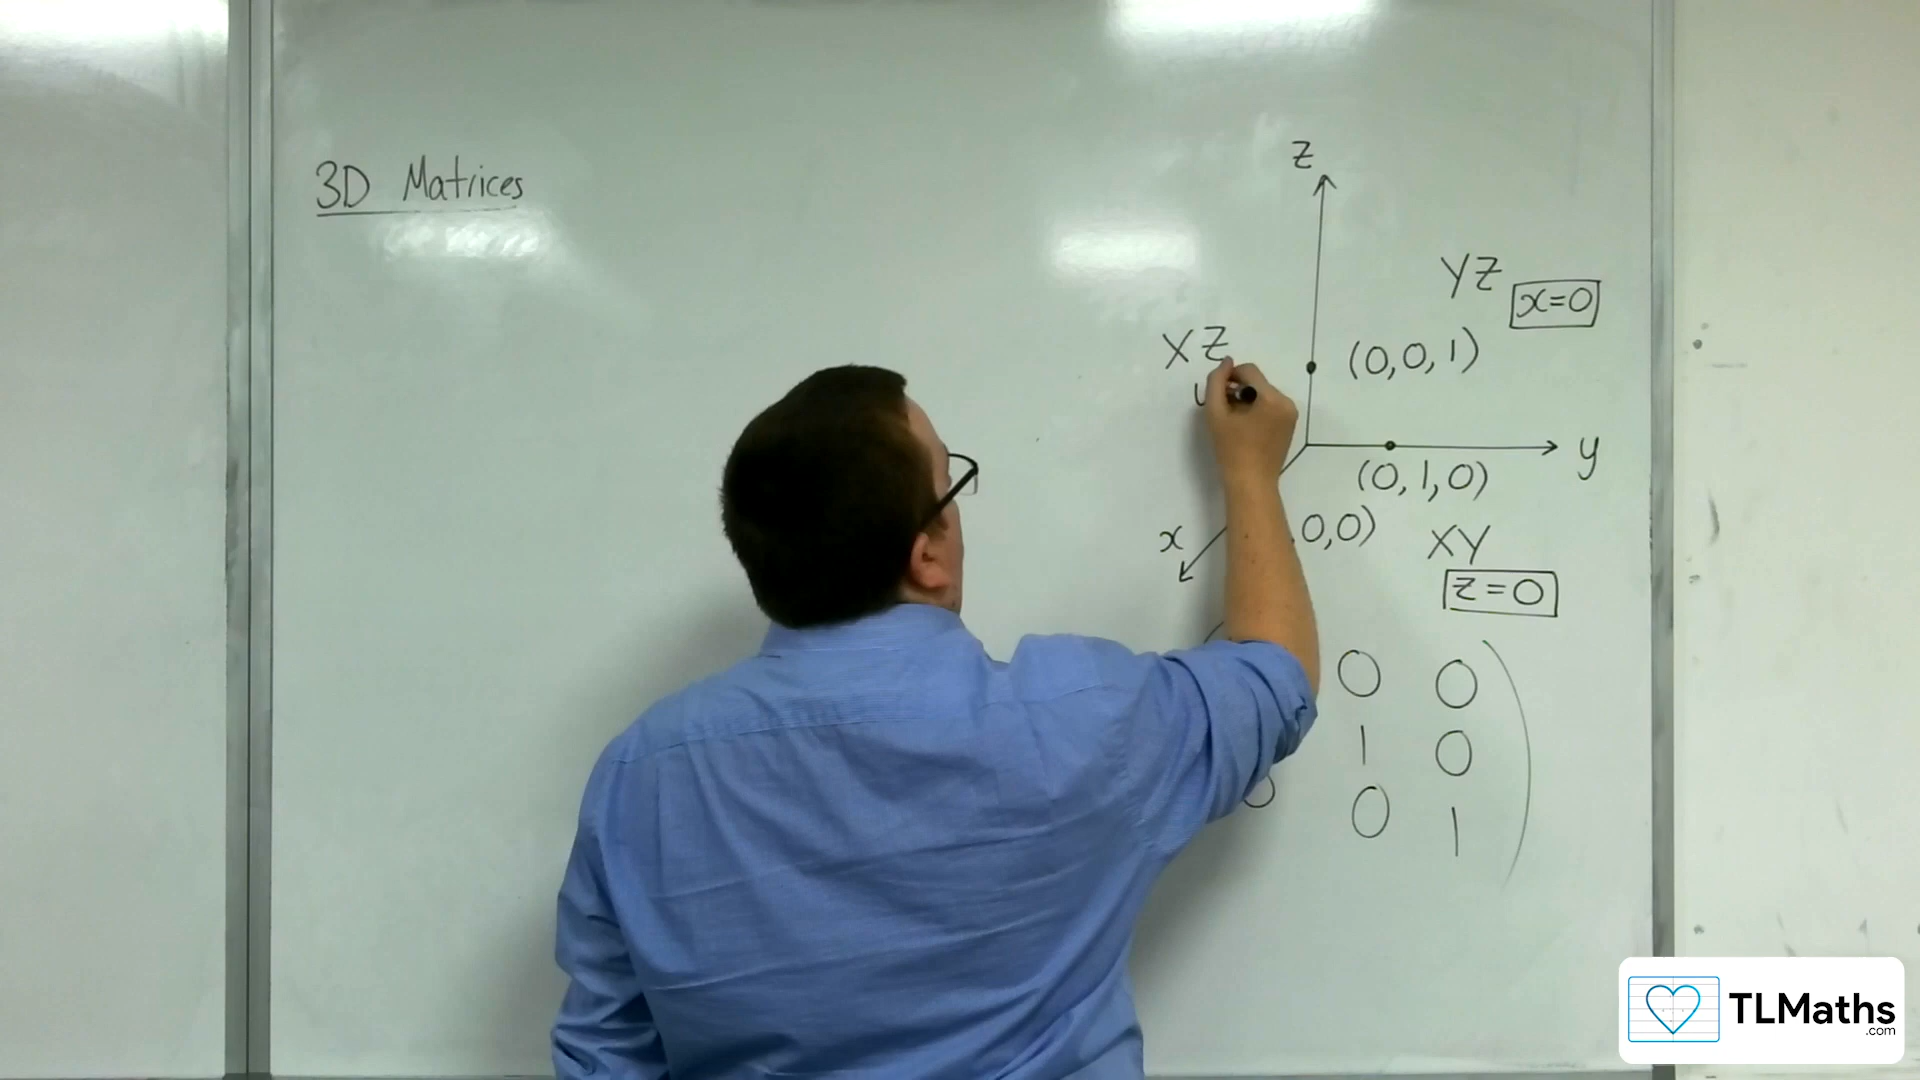 3D Matrices
z
YZ
x=0
XZ
(0,0,1)
y
(0,1,0)
x
0,0)
XY
z=0
0 0
1 0
0 0 1
TLMaths
.com